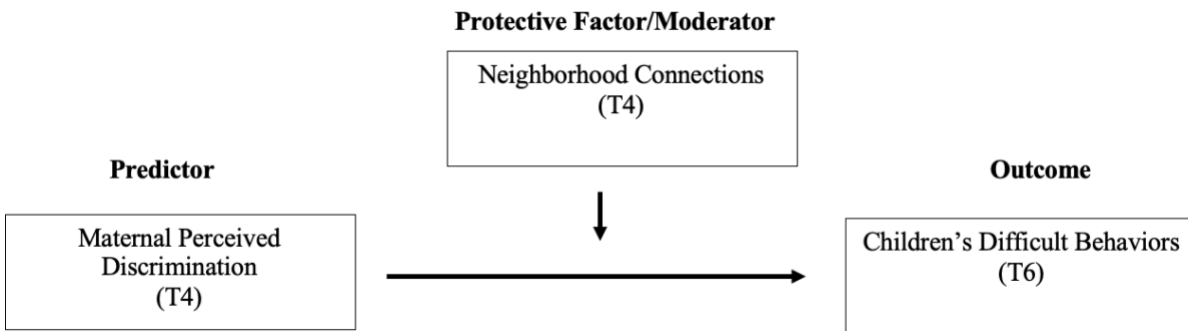 Protective Factor/Moderator
Neighborhood Connections
(T4)
Predictor
Maternal Perceived
Discrimination
(T4)
Outcome
Children’s Difficult Behaviors
(T6)